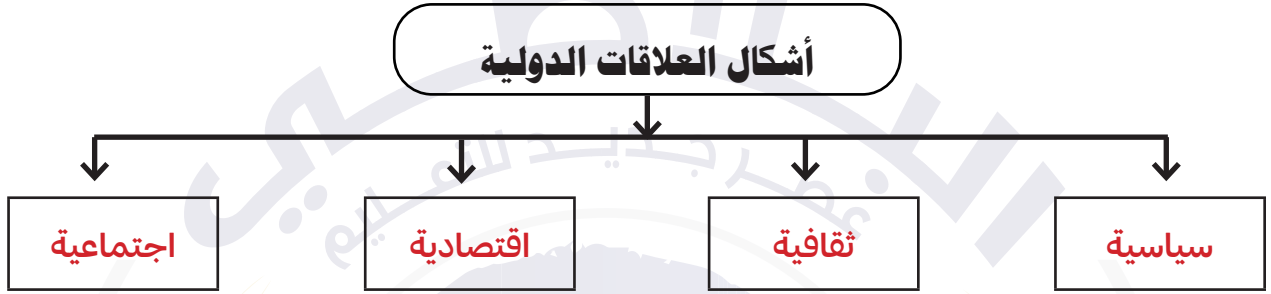 أشكال العلاقات الدولية
سياسية
ثقافية
اقتصادية
اجتماعية